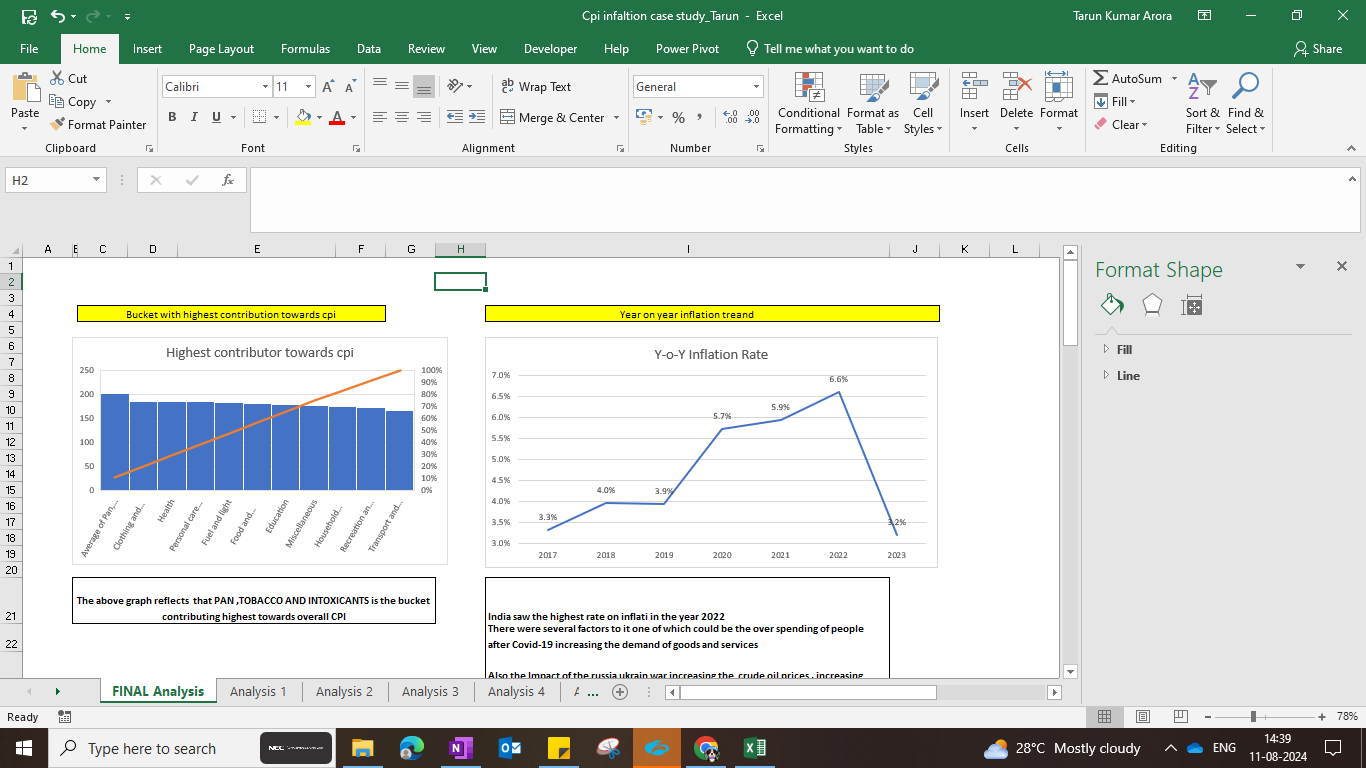 Cpi infaltion case study_Tarun - Excel
Tarun Kumar Arora
File Home Insert Page Layout Formulas Data Review View Developer Help Power Pivot Tell me what you want to do Share
Paste
Cut
Copy
Format Painter
Clipboard
Calibri 11
B I U
Font
Wrap Text
Merge & Center
Alignment
General
%
Number
Conditional Formatting
Format as Table
Cell Styles
Styles
Insert Delete Format
Cells
AutoSum
Fill
Clear
Sort & Filter
Find & Select
Editing
H2
fx
A B C D E F G H I J K L
1
2
3
4
5
6
7
8
9
10
11
12
13
14
15
16
17
18
19
20
21
22
Bucket with highest contribution towards cpi
Highest contributor towards cpi
250
200
150
100
50
0
100%
90%
80%
70%
60%
50%
40%
30%
20%
10%
0%
Average of Pan,...
Clothing and...
Health
Personal care...
Fuel and light
Food and...
Education
Miscellaneous
Household...
Recreation an...
Transport and...
The above graph reflects that PAN ,TOBACCO AND INTOXICANTS is the bucket
contributing highest towards overall CPI
Year on year inflation treand
Y-o-Y Inflation Rate
7.0%
6.5%
6.0%
5.5%
5.0%
4.5%
4.0%
3.5%
3.0%
3.3%
4.0%
3.9%
5.7%
5.9%
6.6%
3.2%
2017 2018 2019 2020 2021 2022 2023
India saw the highest rate on inflati in the year 2022
There were several factors to it one of which could be the over spending of people
after Covid-19 increasing the demand of goods and services
Also the Impact of the russia ukrain war increasing the crude oil prices , increasing
Format Shape
Fill
Line
FINAL Analysis Analysis 1 Analysis 2 Analysis 3 Analysis 4 ...
Ready
78%
Type here to search
NEC
28°C Mostly cloudy
ENG
14:39
11-08-2024